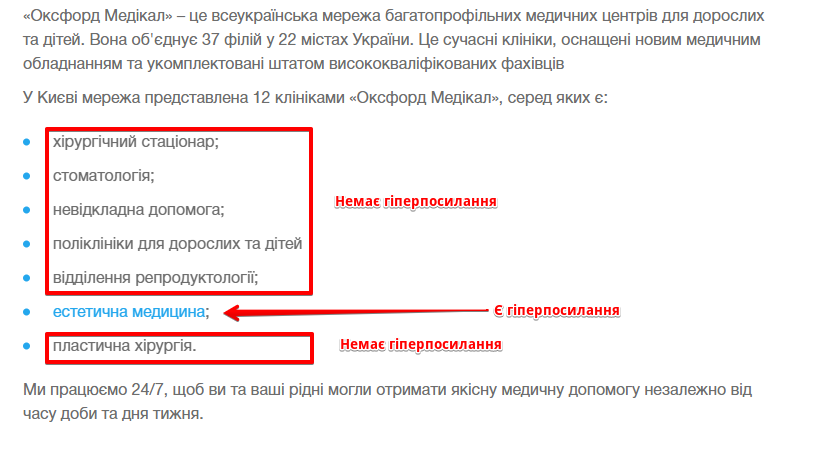 «Оксфорд Медікал» – це всеукраїнська мережа багатопрофільних медичних центрів для дорослих
та дітей. Вона об'єднує 37 філій у 22 містах України. Це сучасні клініки, оснащені новим медичним
обладнанням та укомплектовані штатом висококваліфікованих фахівців
У Києві мережа представлена 12 клініками «Оксфорд Медікал», серед яких є:
хірургічний стаціонар;
стоматологія;
Немає гіперпосилання
невідкладна допомога;
поліклініки для дорослих та дітей
відділення репродуктології;
естетична медицина; Є гіперпосилання
пластична хірургія. Немає гіперпосилання
Ми працюємо 24/7, щоб ви та ваші рідні могли отримати якісну медичну допомогу незалежно від
часу доби та дня тижня.